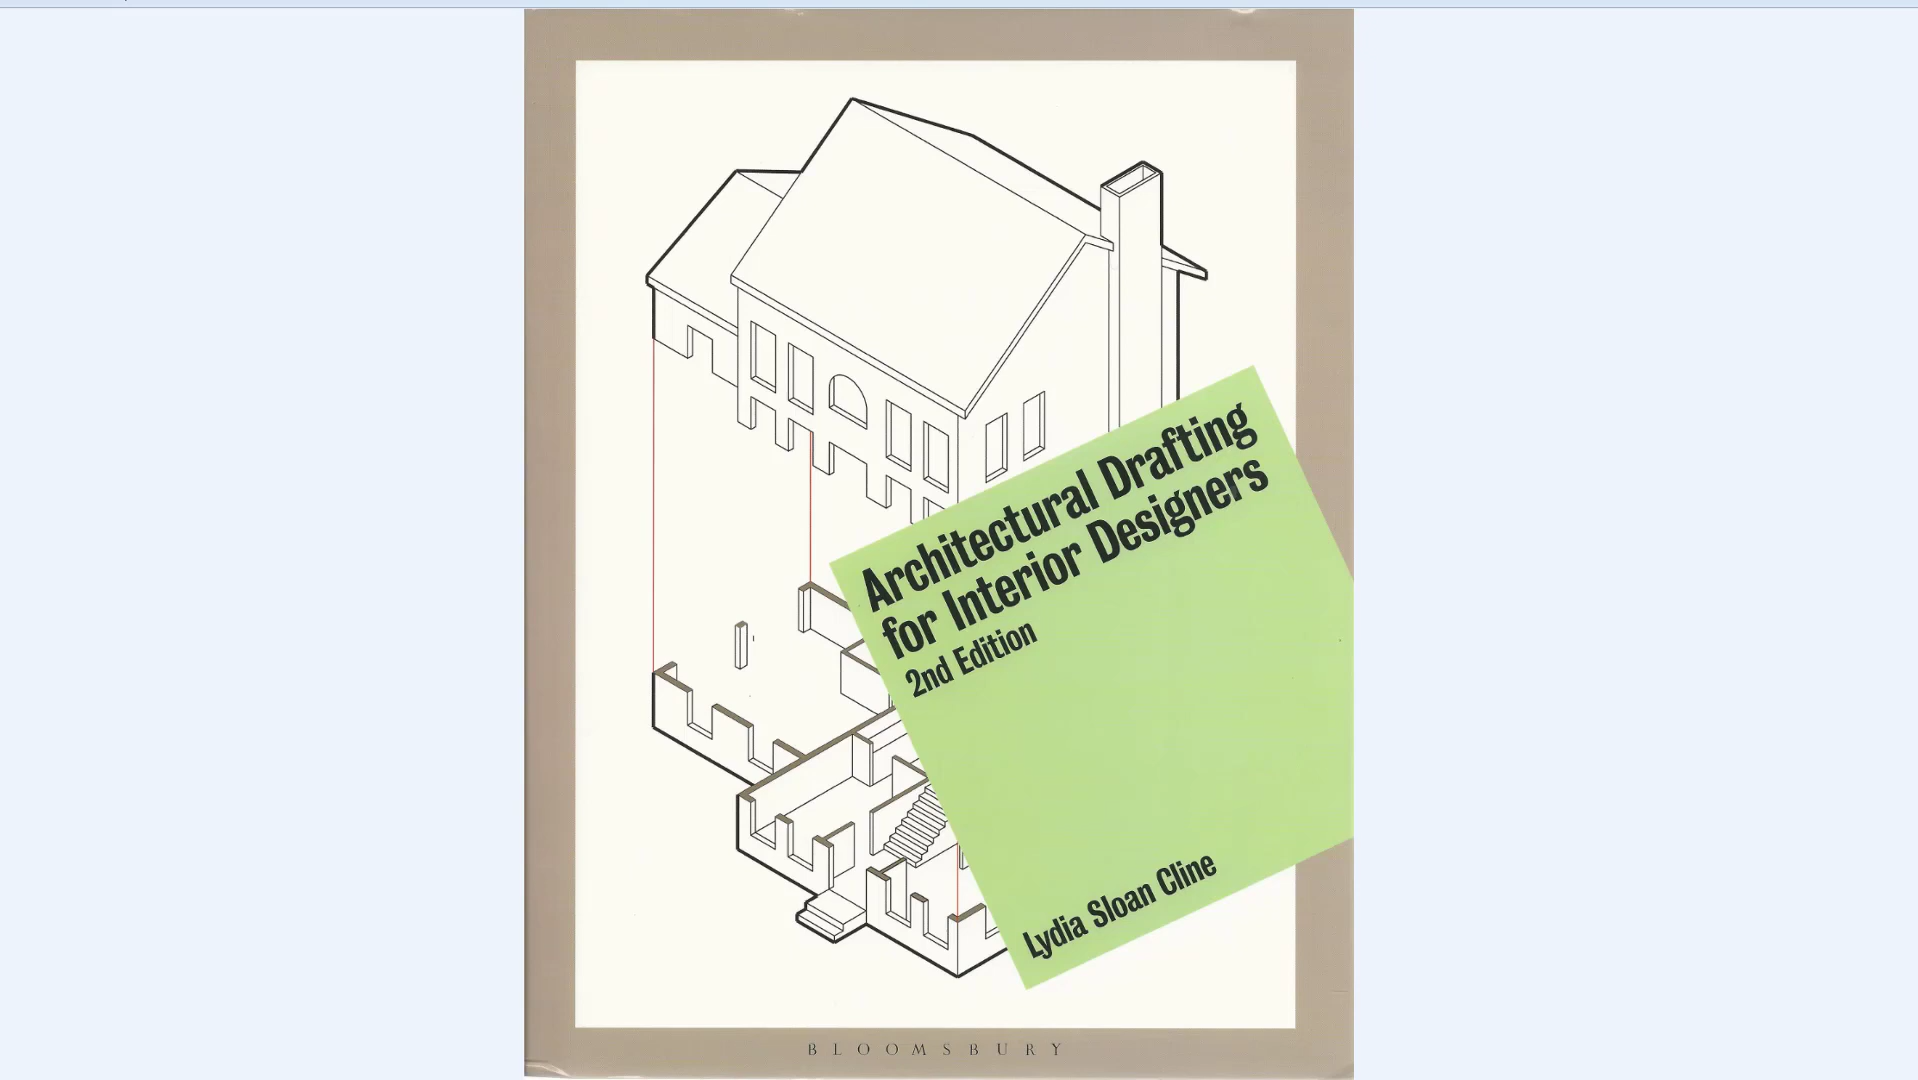 Architectural Drafting
for Interior Designers
2nd Edition
Lydia Sloan Cline
BLOOMSBURY